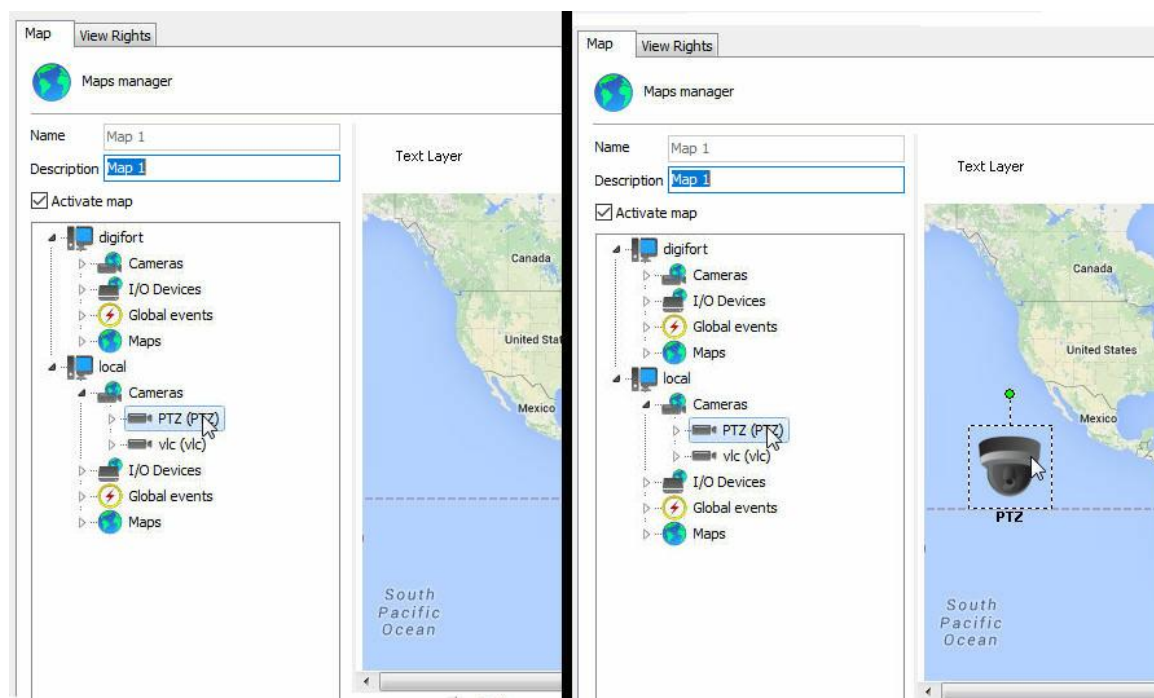 Map View Rights
Maps manager
Name Map 1
Description Map 1
Activate map
digifort
Cameras
I/O Devices
Global events
Maps
local
Cameras
PTZ (PTZ)
vlc (vlc)
I/O Devices
Global events
Maps
Text Layer
Canada
United Stat
Mexico
South
Pacific
Ocean
Map View Rights
Maps manager
Name Map 1
Description Map 1
Activate map
digifort
Cameras
I/O Devices
Global events
Maps
local
Cameras
PTZ (PTZ)
vlc (vlc)
I/O Devices
Global events
Maps
Text Layer
Canada
United States
Mexico
PTZ
South
Pacific
Ocean